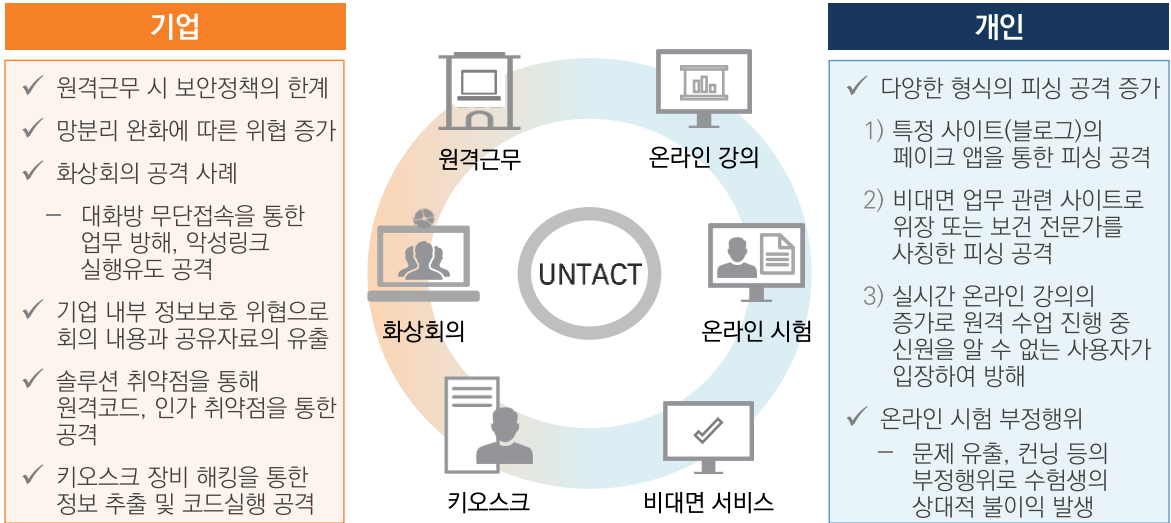 기업
✓ 원격근무 시 보안정책의 한계
✓ 망분리 완화에 따른 위협 증가
✓ 화상회의 공격 사례
– 대화방 무단접속을 통한
업무 방해, 악성링크
실행유도 공격
✓ 기업 내부 정보보호 위협으로
회의 내용과 공유자료의 유출
✓ 솔루션 취약점을 통해
원격코드, 인가 취약점을 통한
공격
✓ 키오스크 장비 해킹을 통한
정보 추출 및 코드실행 공격
원격근무
온라인 강의
화상회의
UNTACT
온라인 시험
키오스크
비대면 서비스
개인
✓ 다양한 형식의 피싱 공격 증가
1) 특정 사이트(블로그)의
페이크 앱을 통한 피싱 공격
2) 비대면 업무 관련 사이트로
위장 또는 보건 전문가를
사칭한 피싱 공격
3) 실시간 온라인 강의의
증가로 원격 수업 진행 중
신원을 알 수 없는 사용자가
입장하여 방해
✓ 온라인 시험 부정행위
– 문제 유출, 컨닝 등의
부정행위로 수험생의
상대적 불이익 발생